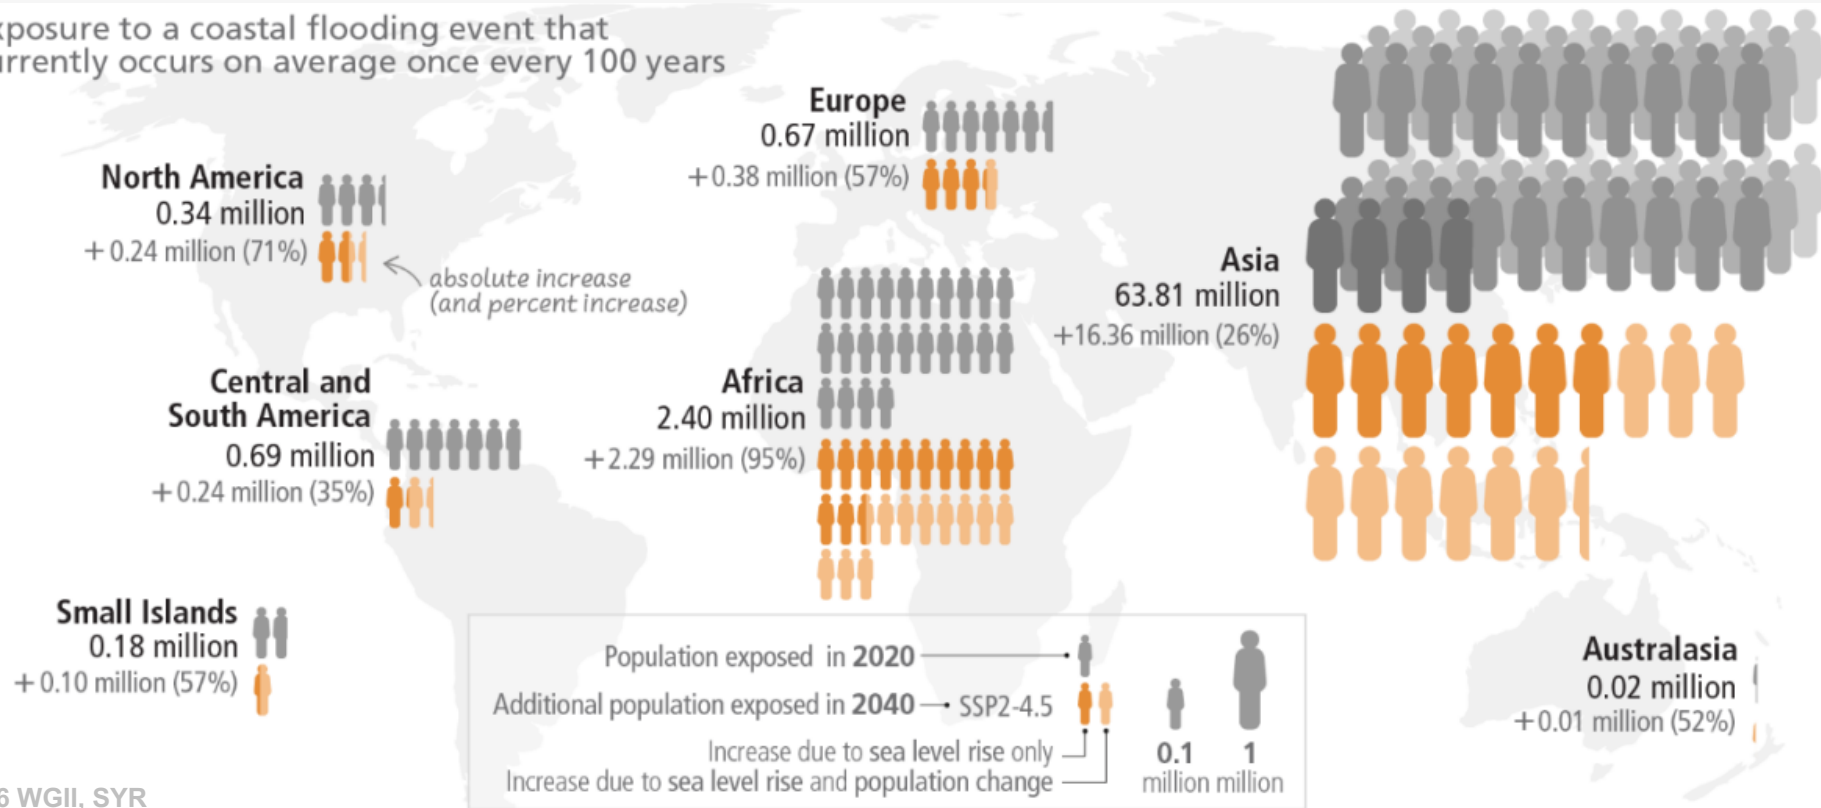 xposure to a coastal flooding event that
urrently occurs on average once every 100 years
North America
0.34 million
+0.24 million (71%)
absolute increase
(and percent increase)
Europe
0.67 million
+0.38 million (57%)
Asia
63.81 million
+16.36 million (26%)
Central and
South America
0.69 million
+0.24 million (35%)
Africa
2.40 million
+2.29 million (95%)
Small Islands
0.18 million
+0.10 million (57%)
Australasia
0.02 million
+0.01 million (52%)
Population exposed in 2020
Additional population exposed in 2040 SSP2-4.5
Increase due to sea level rise only
Increase due to sea level rise and population change
0.1 1
million million
6 WGII, SYR